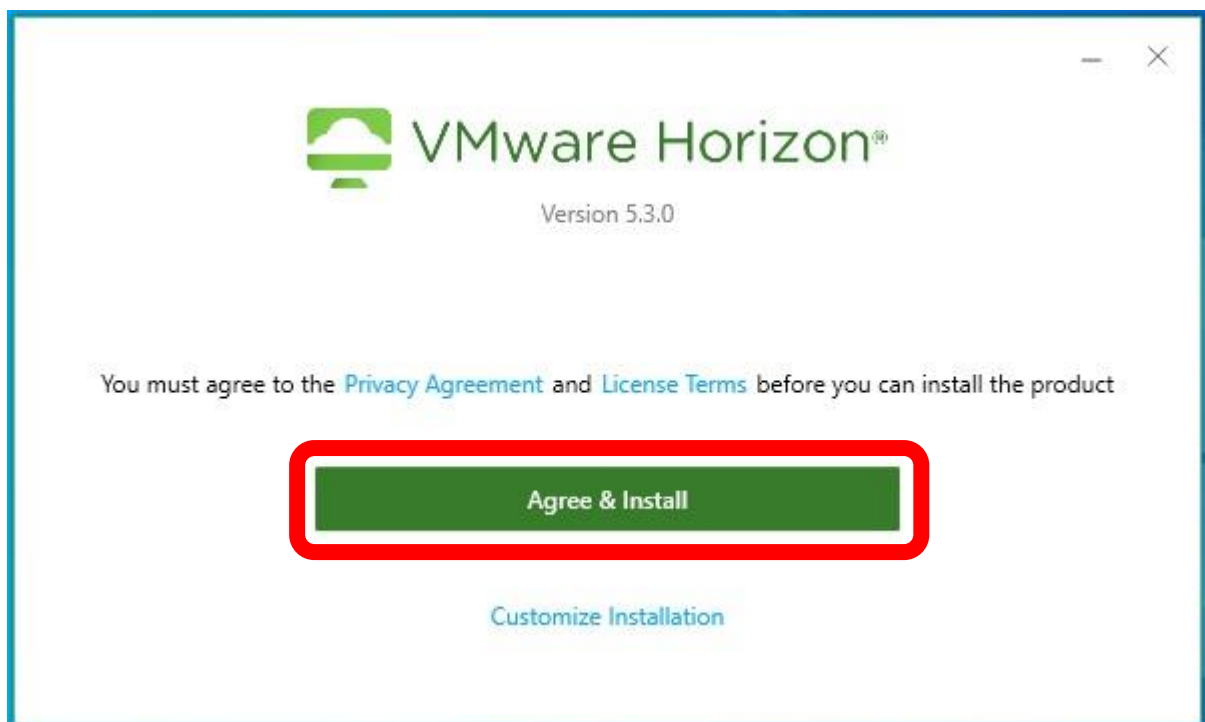 VMware Horizon®
Version 5.3.0
You must agree to the Privacy Agreement and License Terms before you can install the product
Agree & Install
Customize Installation